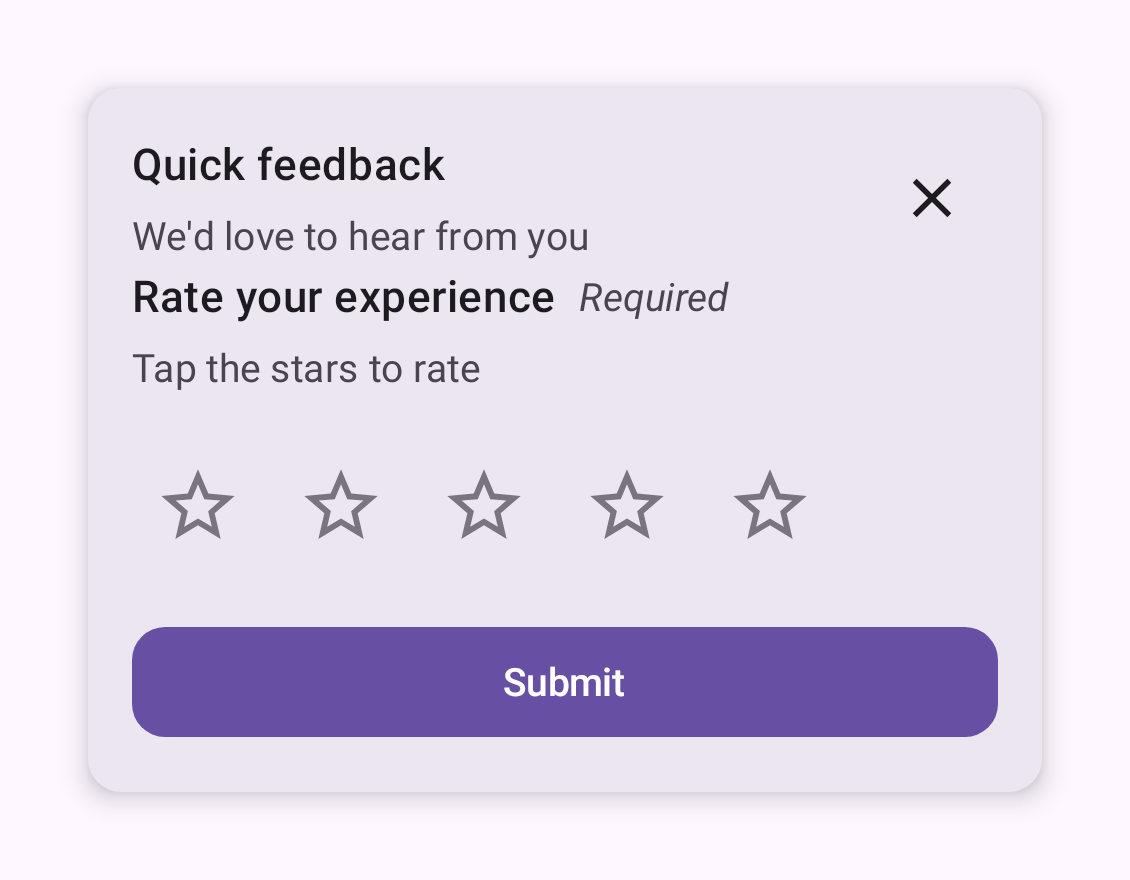 Quick feedback
We'd love to hear from you
Rate your experience Required
Tap the stars to rate
Submit